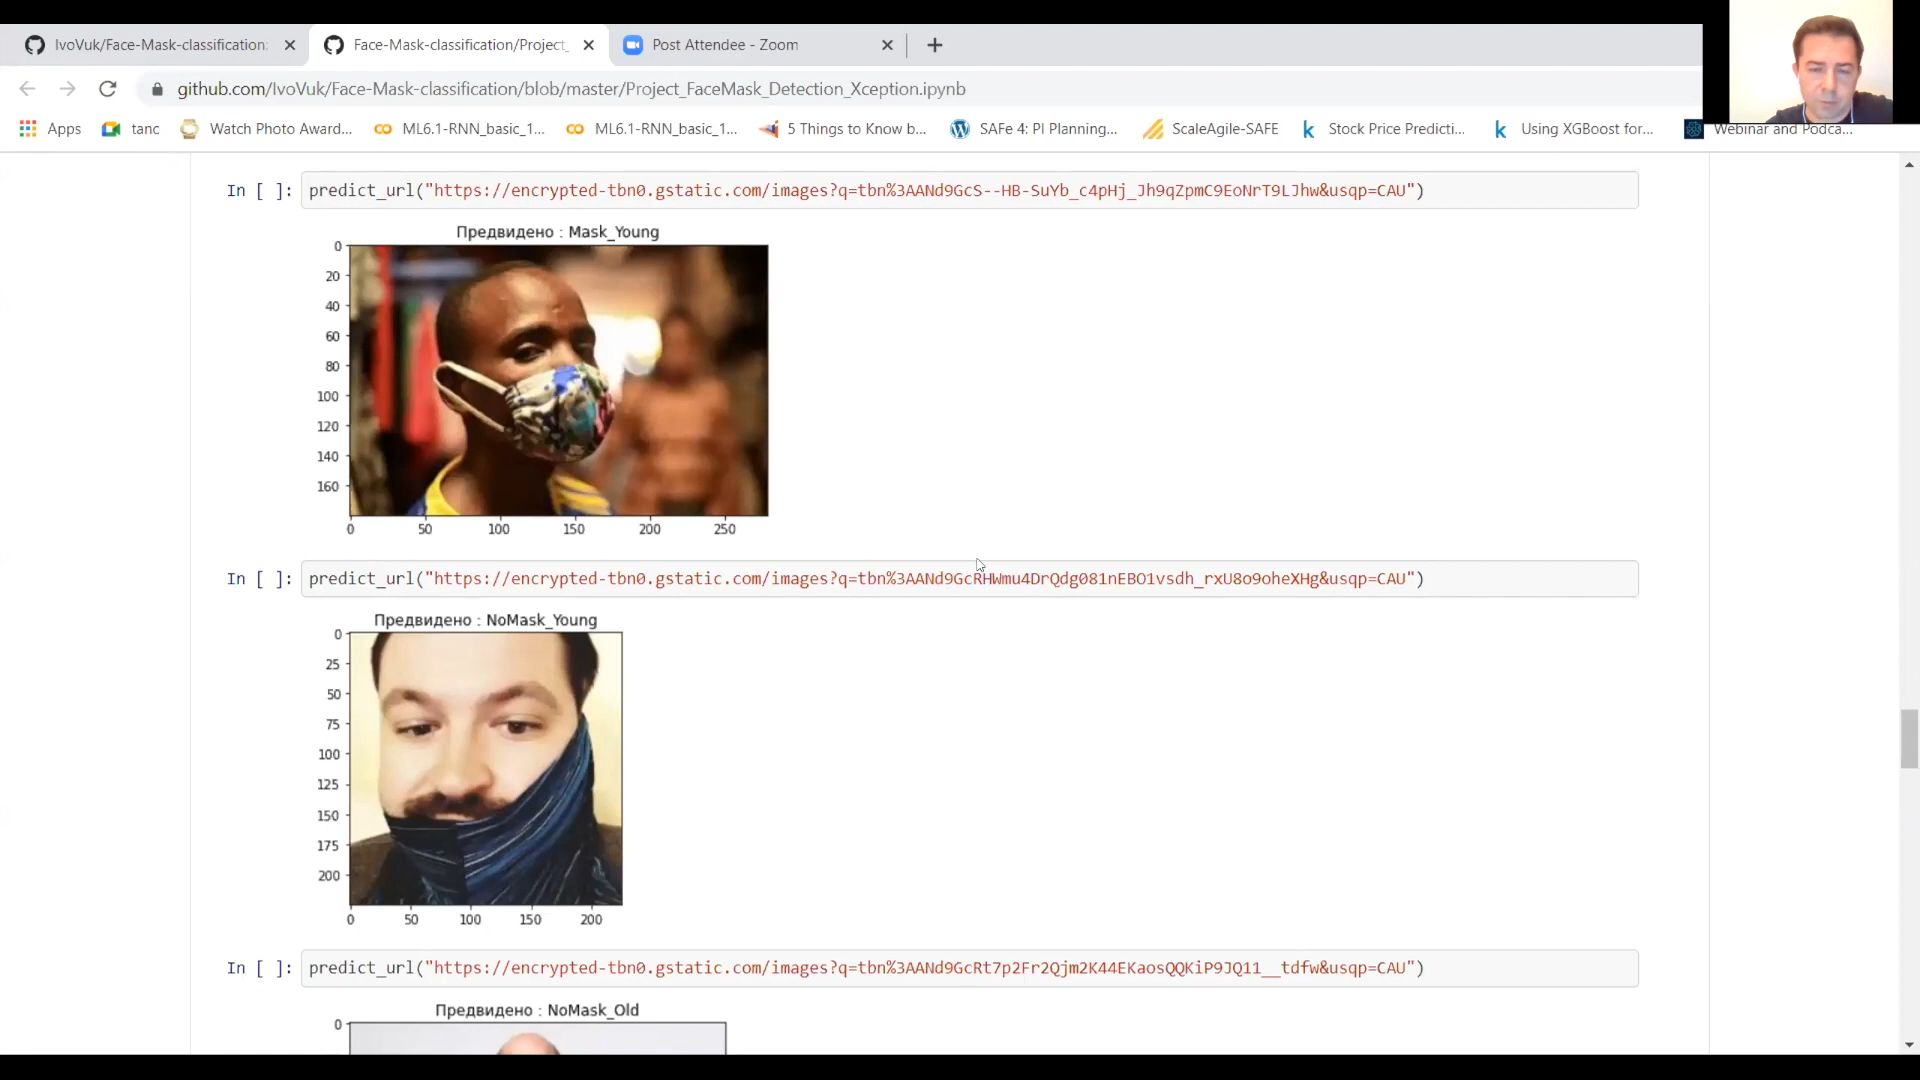 IvoVuk/Face-Mask-classification:
Face-Mask-classification/Project_
Post Attendee - Zoom
github.com/IvoVuk/Face-Mask-classification/blob/master/Project_FaceMask_Detection_Xception.ipynb
Apps
tanc
Watch Photo Award...
ML6.1-RNN_basic_1...
ML6.1-RNN_basic_1...
5 Things to Know b...
SAFe 4: PI Planning...
ScaleAgile-SAFE
Stock Price Predicti...
Using XGBoost for...
Webinar and Podca...
In [ ]: predict_url("https://encrypted-tbn0.gstatic.com/images?q=tbn%3AANd9GcS--HB-SuYb_c4pHj_Jh9qZpmC9EoNrT9LJhw&usqp=CAU")
Предвидено : Mask_Young
0
20
40
60
80
100
120
140
160
0 50 100 150 200 250
In [ ]: predict_url("https://encrypted-tbn0.gstatic.com/images?q=tbn%3AANd9GcRHWmu4DrQdg081nEBO1vsdh_rxU8o9oheXHg&usqp=CAU")
Предвидено : NoMask_Young
0
25
50
75
100
125
150
175
200
0 50 100 150 200
In [ ]: predict_url("https://encrypted-tbn0.gstatic.com/images?q=tbn%3AANd9GcRt7p2Fr2Qjm2K44EKaosQQKiP9JQ11__tdfw&usqp=CAU")
Предвидено : NoMask_Old
0